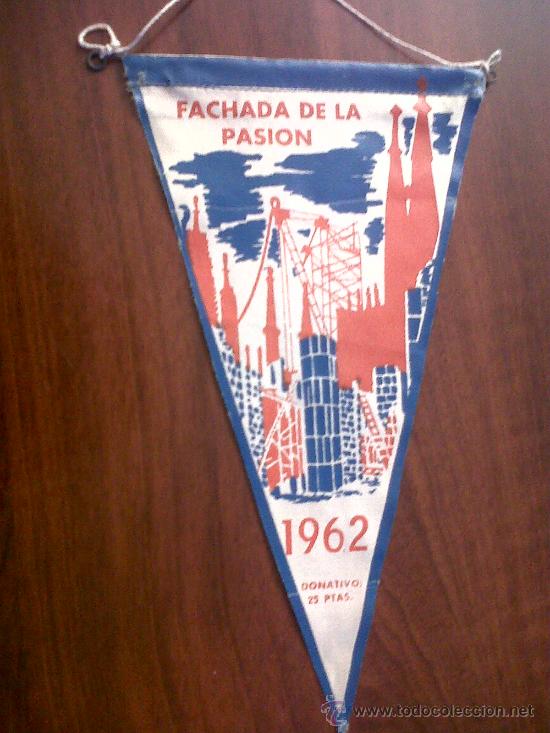 FACHADA DE LA
PASION
1962
DONATIVO:
25 PTAS.
www.todocoleccion.net